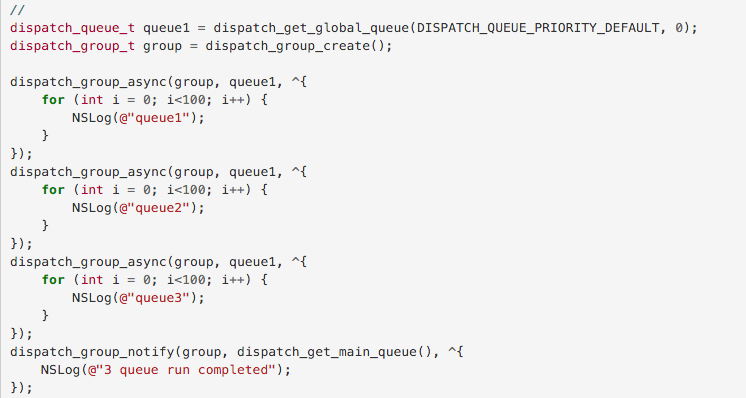 //
dispatch_queue_t queue1 = dispatch_get_global_queue(DISPATCH_QUEUE_PRIORITY_DEFAULT, 0);
dispatch_group_t group = dispatch_group_create();

dispatch_group_async(group, queue1, ^{
    for (int i = 0; i<100; i++) {
        NSLog(@"queue1");
    }
});
dispatch_group_async(group, queue1, ^{
    for (int i = 0; i<100; i++) {
        NSLog(@"queue2");
    }
});
dispatch_group_async(group, queue1, ^{
    for (int i = 0; i<100; i++) {
        NSLog(@"queue3");
    }
});
dispatch_group_notify(group, dispatch_get_main_queue(), ^{
    NSLog(@"3 queue run completed");
});